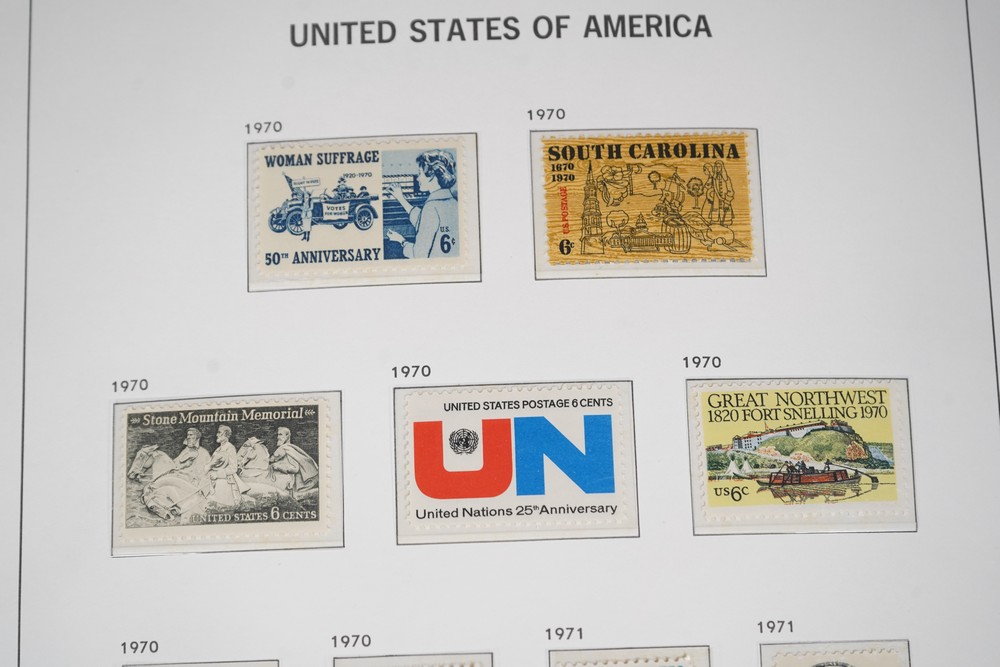 UNITED STATES OF AMERICA
1970
1970
WOMAN SUFFRAGE
1920-1970
VOTES
FOR WOMEN
U.S.
6¢
50TH ANNIVERSARY
SOUTH CAROLINA
1670
1970
U.S. POSTAGE
6c
1970
1970
1970
Stone Mountain Memorial
UNITED STATES 6 CENTS
UNITED STATES POSTAGE 6 CENTS
UN
United Nations 25th Anniversary
GREAT NORTHWEST
1820 FORT SNELLING 1970
US 6C
1970
1970
1971
1971